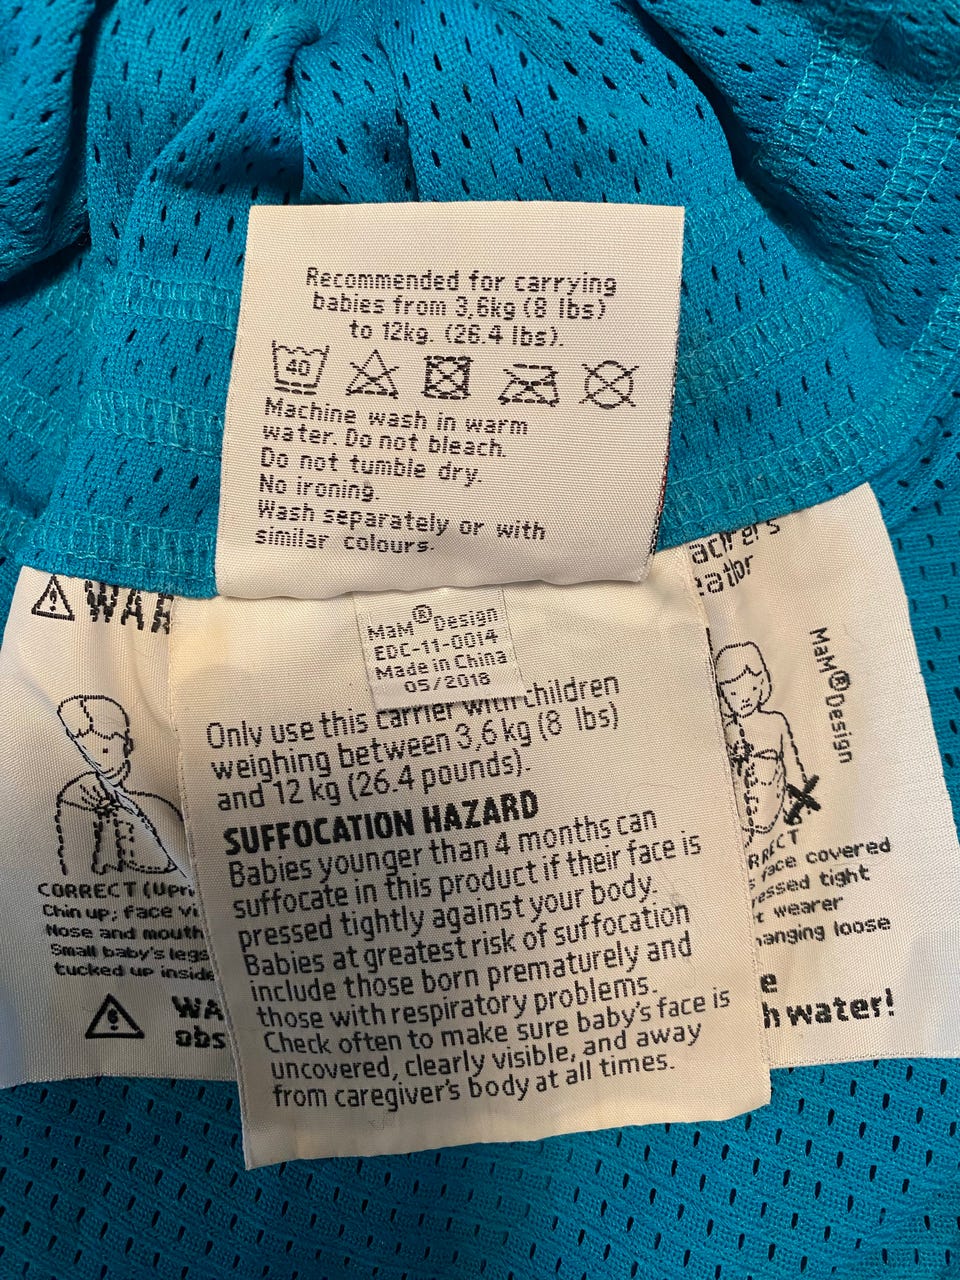 Recommended for carrying
babies from 3,6kg (8 lbs)
to 12kg. (26.4 lbs).
40
Machine wash in warm
water. Do not bleach.
Do not tumble dry.
No ironing.
Wash separately or with
similar colours.
MaM® Design
EDC-11-0014
Made in China
05/2018
Only use this carrier with children
weighing between 3,6 kg (8 lbs)
and 12 kg (26.4 pounds).
SUFFOCATION HAZARD
Babies younger than 4 months can
suffocate in this product if their face is
pressed tightly against your body.
Babies at greatest risk of suffocation
include those born prematurely and
those with respiratory problems.
Check often to make sure baby's face is
uncovered, clearly visible, and away
from caregiver's body at all times.
CORRECT (Upri
Chin up; face vi
Nose and mouth
Small baby's legs
tucked up inside
WA
obs
MaM®Design
face covered
essed tight
wearer
hanging loose
e
h water!